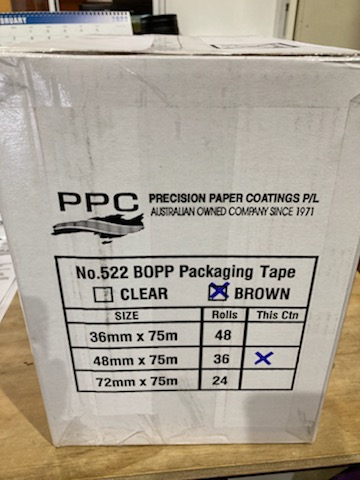 PPC
PRECISION PAPER COATINGS P/L
AUSTRALIAN OWNED COMPANY SINCE 1971
No.522 BOPP Packaging Tape
CLEAR BROWN
SIZE Rolls This Ctn
36mm x 75m 48
48mm x 75m 36 X
72mm x 75m 24